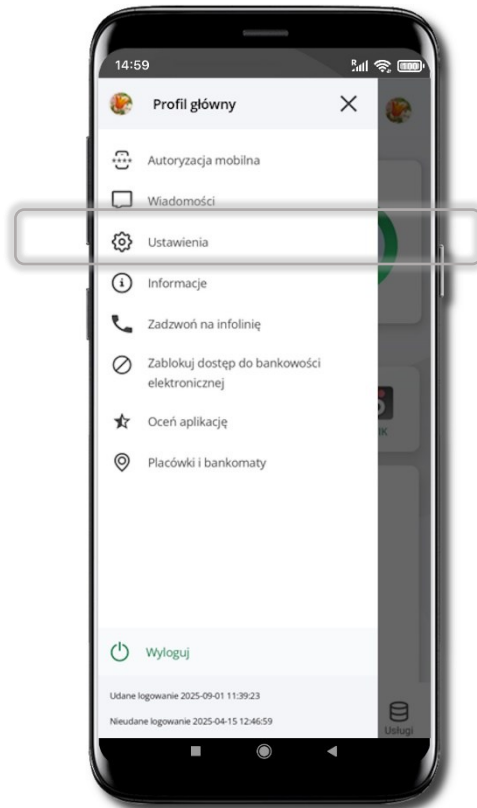 14:59
Profil główny
Autoryzacja mobilna
Wiadomości
Ustawienia
Informacje
Zadzwoń na infolinię
Zablokuj dostęp do bankowości
elektronicznej
Oceń aplikację
Placówki i bankomaty
Wyloguj
Udane logowanie 2025-09-01 11:39:23
Nieudane logowanie 2025-04-15 12:46:59
Usługi